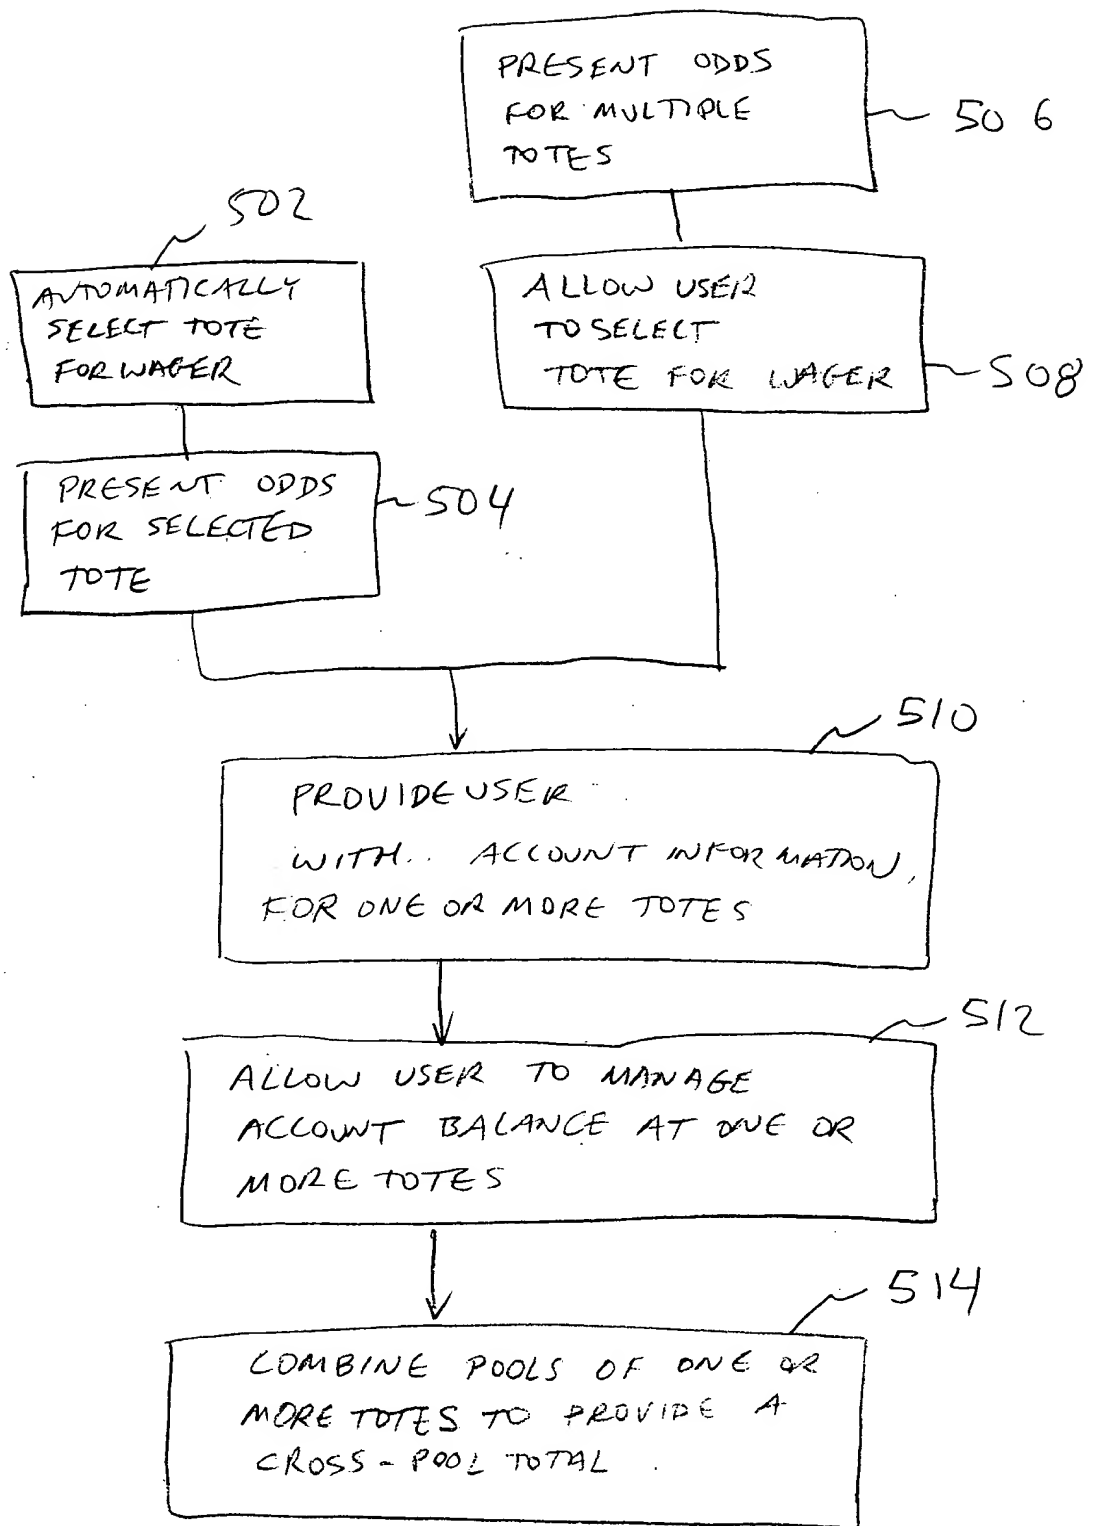 PRESENT ODDS
FOR MULTIPLE
TOTES
506
502
AUTOMATICALLY
SELECT TOTE
FOR WAGER
ALLOW USER
TO SELECT
TOTE FOR WAGER
508
PRESENT ODDS
FOR SELECTED
TOTE
504
510
PROVIDE USER
WITH ACCOUNT INFORMATION,
FOR ONE OR MORE TOTES
512
ALLOW USER TO MANAGE
ACCOUNT BALANCE AT ONE OR
MORE TOTES
514
COMBINE POOLS OF ONE OR
MORE TOTES TO PROVIDE A
CROSS-POOL TOTAL